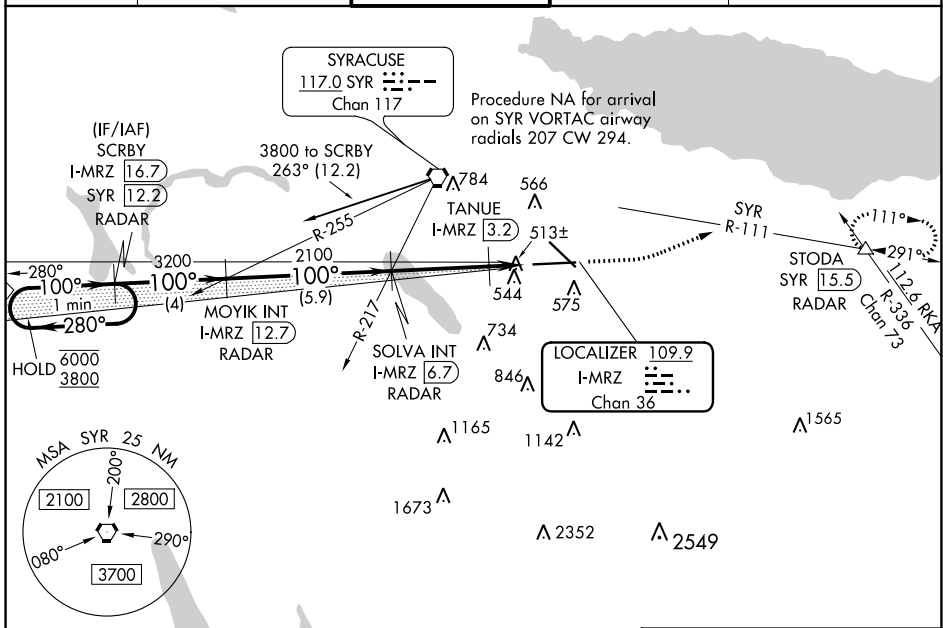 SYRACUSE
117.0 SYR
Chan 117
Procedure NA for arrival
on SYR VORTAC airway
radials 207 CW 294.
(IF/IAF)
SCRBY
I-MRZ 16.7
SYR 12.2
RADAR
3800 to SCRBY
263° (12.2)
784
566
TANUE
I-MRZ 3.2
513±
R-255
SYR
R-111
111°
291°
STODA
SYR 15.5
RADAR
112.6 RKA
R-336
Chan 73
280°
3200
2100
100°
100°
100°
1 min
(4)
(5.9)
280°
544
575
MOYIK INT
I-MRZ 12.7
RADAR
R-217
HOLD 6000
3800
734
SOLVA INT
I-MRZ 6.7
RADAR
LOCALIZER 109.9
I-MRZ
Chan 36
846
1565
1165
1142
MSA SYR 25 NM
200°
2100
2800
1673
080°
290°
2352
2549
3700